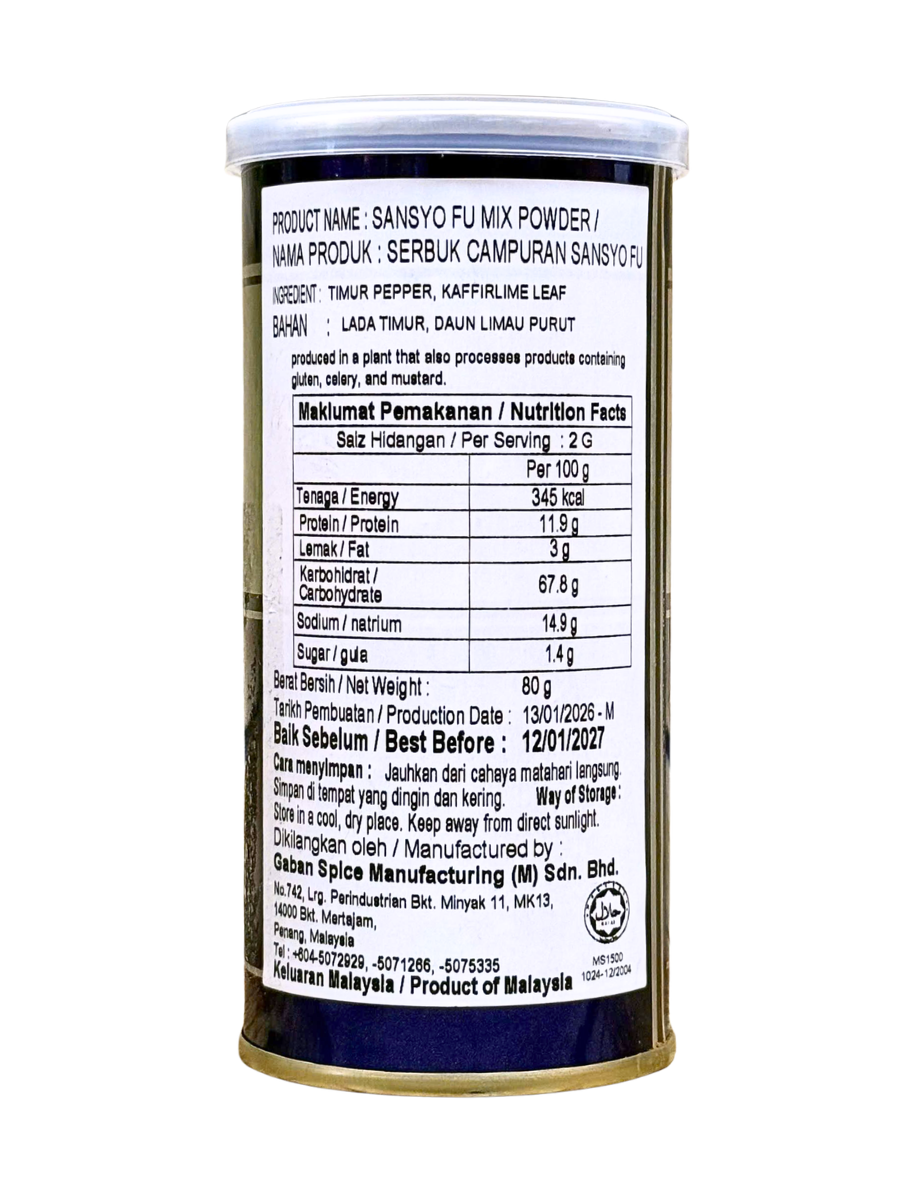 PRODUCT NAME : SANSYO FU MIX POWDER /
NAMA PRODUK : SERBUK CAMPURAN SANSYO FU
INGREDIENT : TIMUR PEPPER, KAFFIRLIME LEAF
BAHAN : LADA TIMUR, DAUN LIMAU PURUT
produced in a plant that also processes products containing
gluten, celery, and mustard.
Maklumat Pemakanan / Nutrition Facts
Saiz Hidangan / Per Serving : 2 G
Per 100 g
Tenaga / Energy 345 kcal
Protein / Protein 11.9 g
Lemak / Fat 3 g
Karbohidrat /
Carbohydrate 67.8 g
Sodium / natrium 14.9 g
Sugar / gula 1.4 g
Berat Bersih / Net Weight : 80 g
Tarikh Pembuatan / Production Date : 13/01/2026 - M
Baik Sebelum / Best Before : 12/01/2027
Cara menyimpan : Jauhkan dari cahaya matahari langsung.
Simpan di tempat yang dingin dan kering. Way of Storage :
Store in a cool, dry place. Keep away from direct sunlight.
Dikilangkan oleh / Manufactured by :
Gaban Spice Manufacturing (M) Sdn. Bhd.
No.742, Lrg. Perindustrian Bkt. Minyak 11, MK13,
14000 Bkt. Mertajam,
Penang, Malaysia
Tel : +604-5072929, -5071266, -5075335
Keluaran Malaysia / Product of Malaysia
حلال
MS1500
1024-12/2004